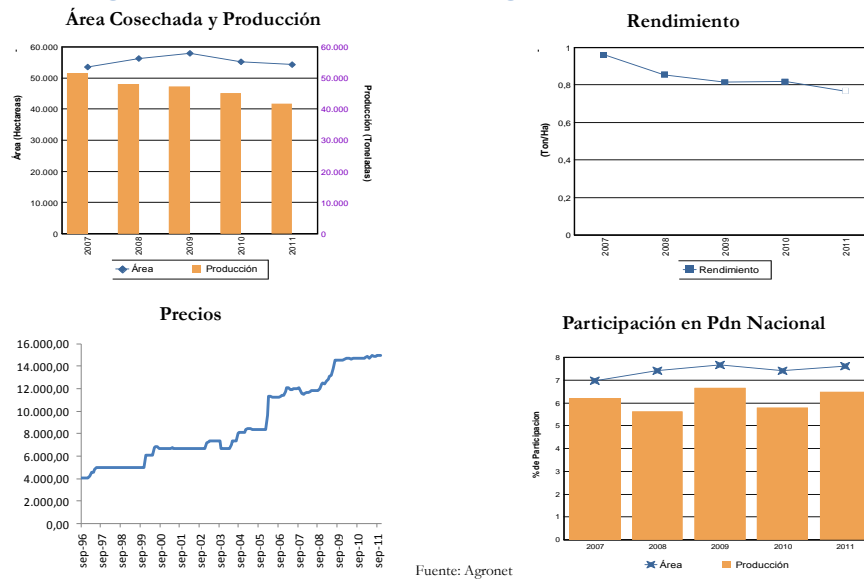 Área Cosechada y Producción
60.000
50.000
40.000
30.000
20.000
10.000
0
Área (Hectareas)
60.000
50.000
40.000
30.000
20.000
10.000
0
Producción (Toneladas)
2007
2008
2009
2010
2011
Área
Producción
Rendimiento
1
0,8
0,6
0,4
0,2
0
(Ton/Ha)
2007
2008
2009
2010
2011
Rendimiento
Precios
16.000,00
14.000,00
12.000,00
10.000,00
8.000,00
6.000,00
4.000,00
2.000,00
0,00
sep-96
sep-97
sep-98
sep-99
sep-00
sep-01
sep-02
sep-03
sep-04
sep-05
sep-06
sep-07
sep-08
sep-09
sep-10
sep-11
Participación en Pdn Nacional
8
7
6
5
4
3
2
1
0
% de Participacion
2007
2008
2009
2010
2011
Área
Producción
Fuente: Agronet